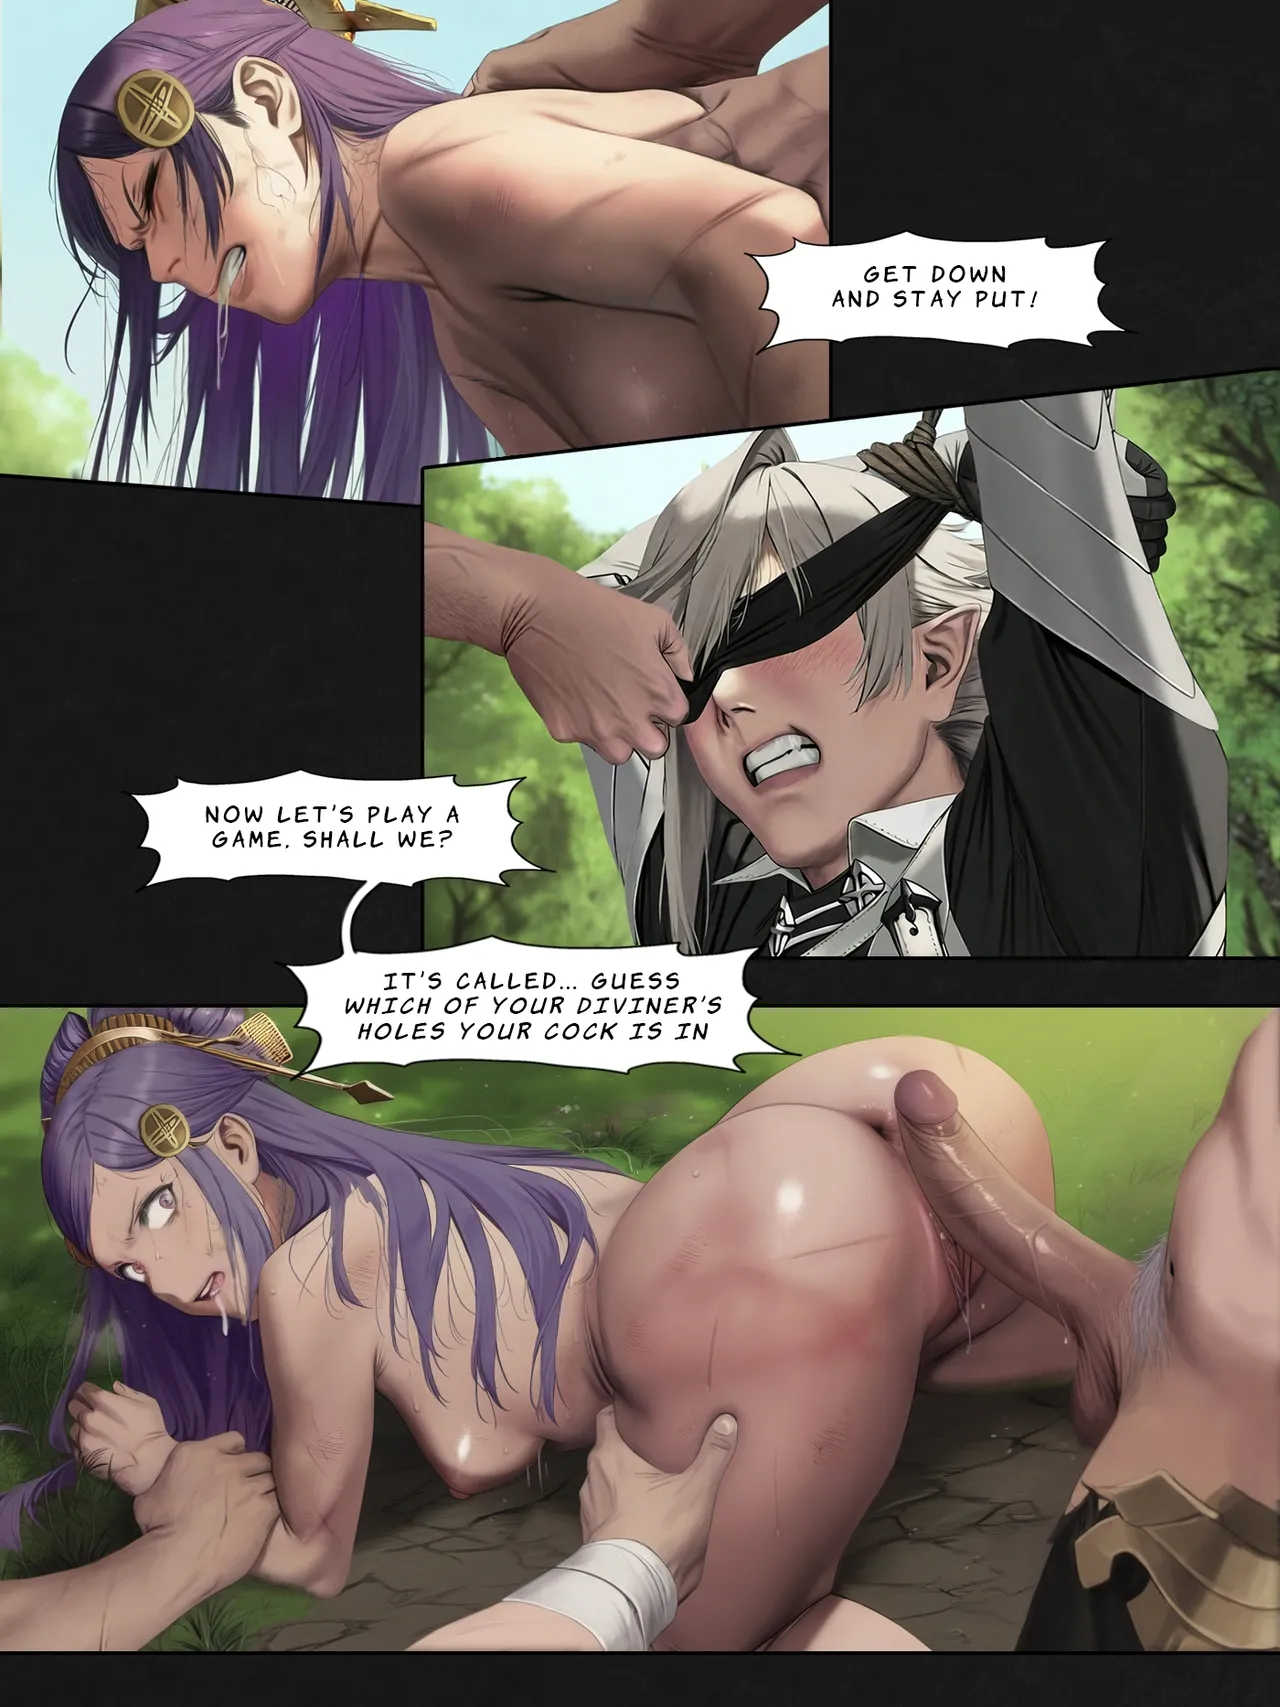 GET DOWN
AND STAY PUT!
NOW LET'S PLAY A
GAME. SHALL WE?
IT'S CALLED... GUESS
WHICH OF YOUR DIVINER'S
HOLES YOUR COCK IS IN